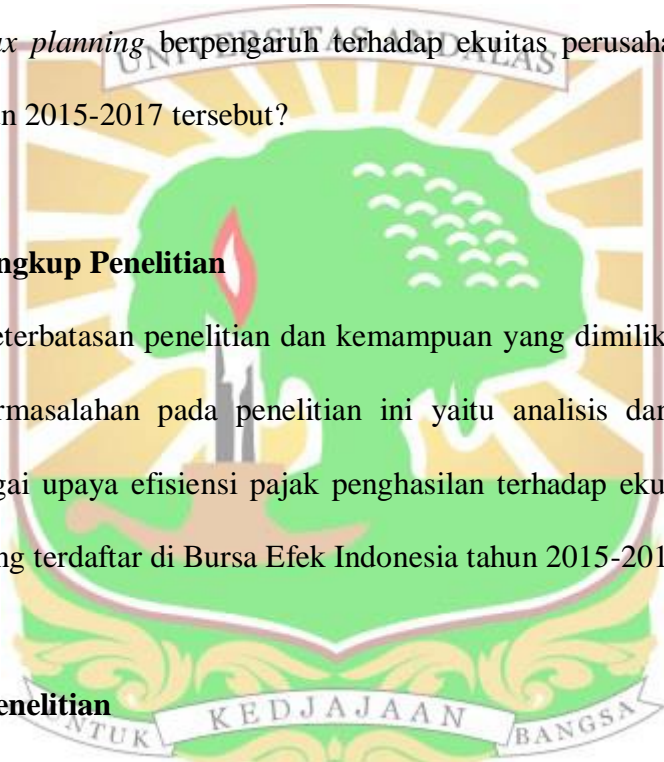 ax planning berpengaruh terhadap ekuitas perusaha
UNIVERSITAS ANDALAS
n 2015-2017 tersebut?
ngkup Penelitian
eterbatasan penelitian dan kemampuan yang dimilik
rmasalahan pada penelitian ini yaitu analisis dar
gai upaya efisiensi pajak penghasilan terhadap eku
ng terdaftar di Bursa Efek Indonesia tahun 2015-201
enelitian
UNTUK KEDJAJAAN BANGSA